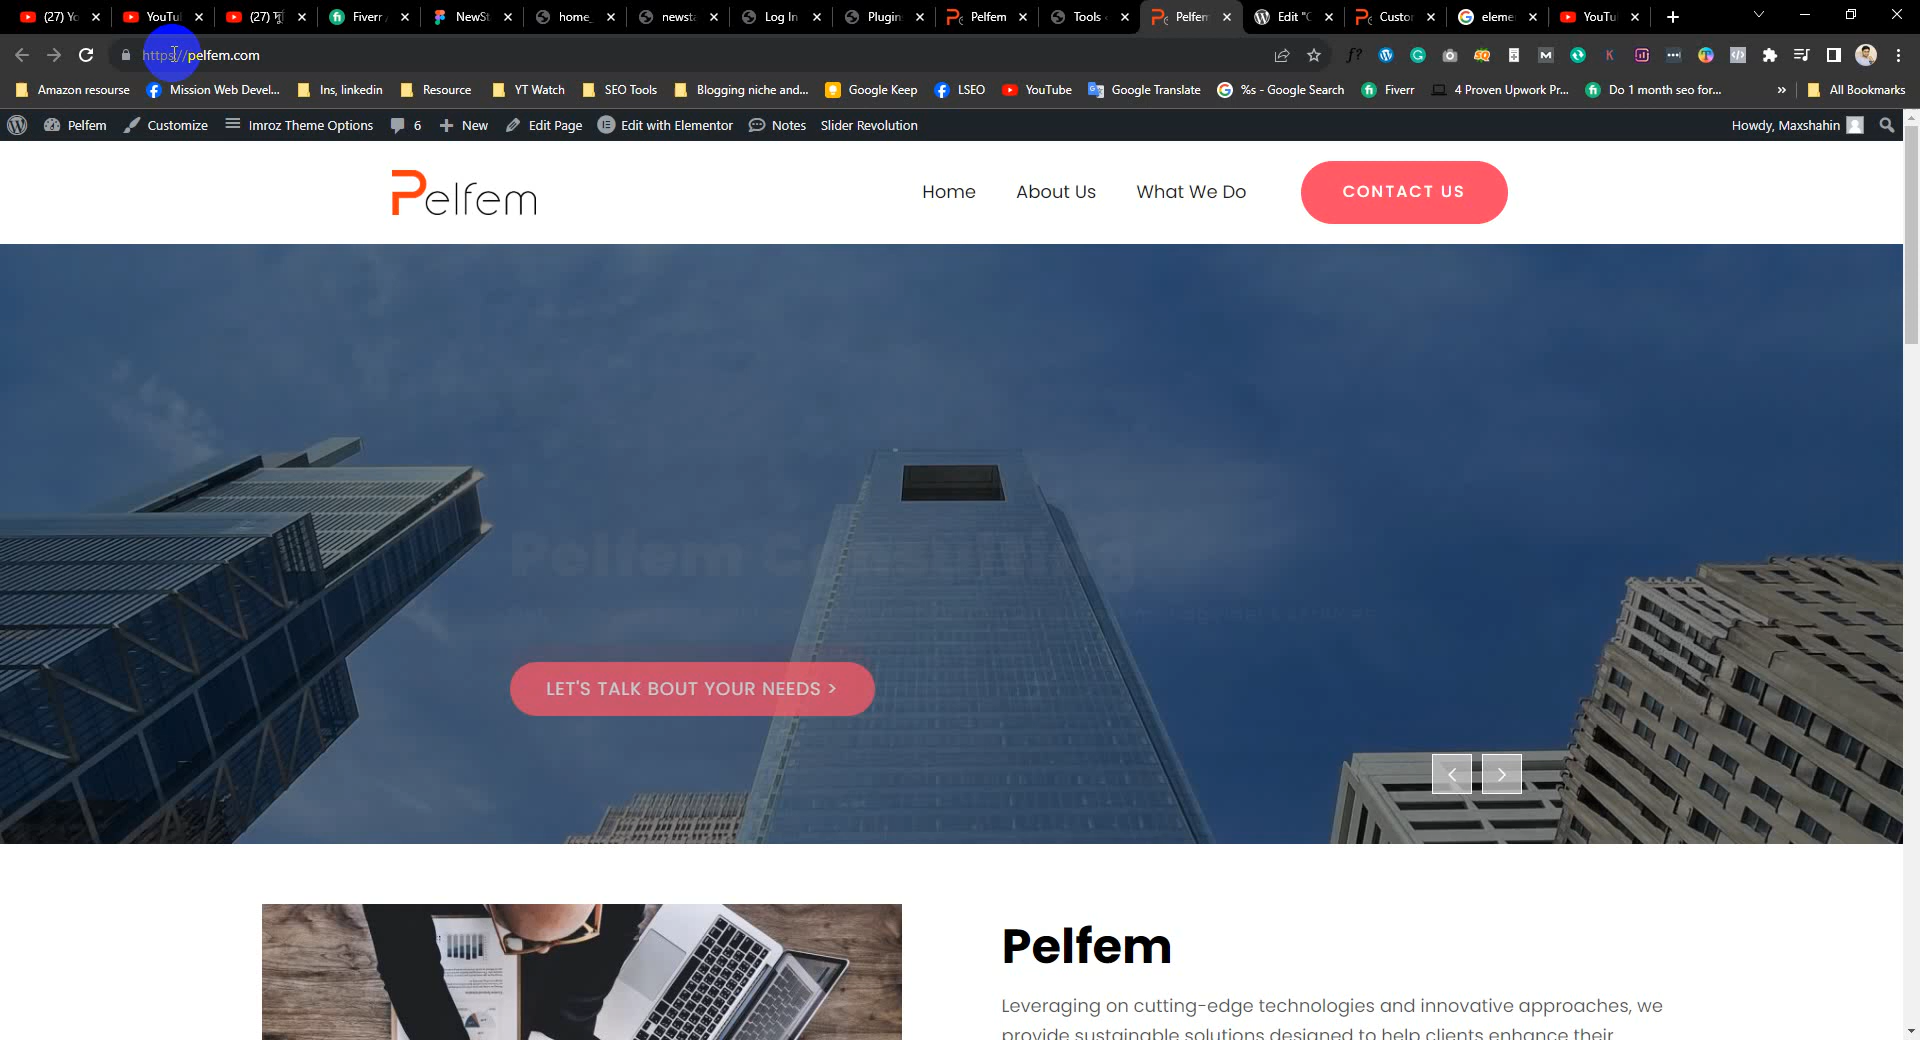 (27) Yo
YouTu
(27)
Fiverr
NewSt
home_
newsta
Log In
Plugin
Pelfem
Tools
Pelfem
Edit "C
Custo
eleme
YouTu
https://pelfem.com
Amazon resourse
Mission Web Devel...
Ins, linkedin
Resource
YT Watch
SEO Tools
Blogging niche and...
Google Keep
LSEO
YouTube
Google Translate
%s - Google Search
Fiverr
4 Proven Upwork Pr...
Do 1 month seo for...
»
All Bookmarks
Pelfem
Customize
Imroz Theme Options
6
New
Edit Page
Edit with Elementor
Notes
Slider Revolution
Howdy, Maxshahin
Pelfem
Home
About Us
What We Do
CONTACT US
Pelfem Consulting
LET'S TALK BOUT YOUR NEEDS >
Pelfem
Leveraging on cutting-edge technologies and innovative approaches, we
provide sustainable solutions designed to help clients enhance their